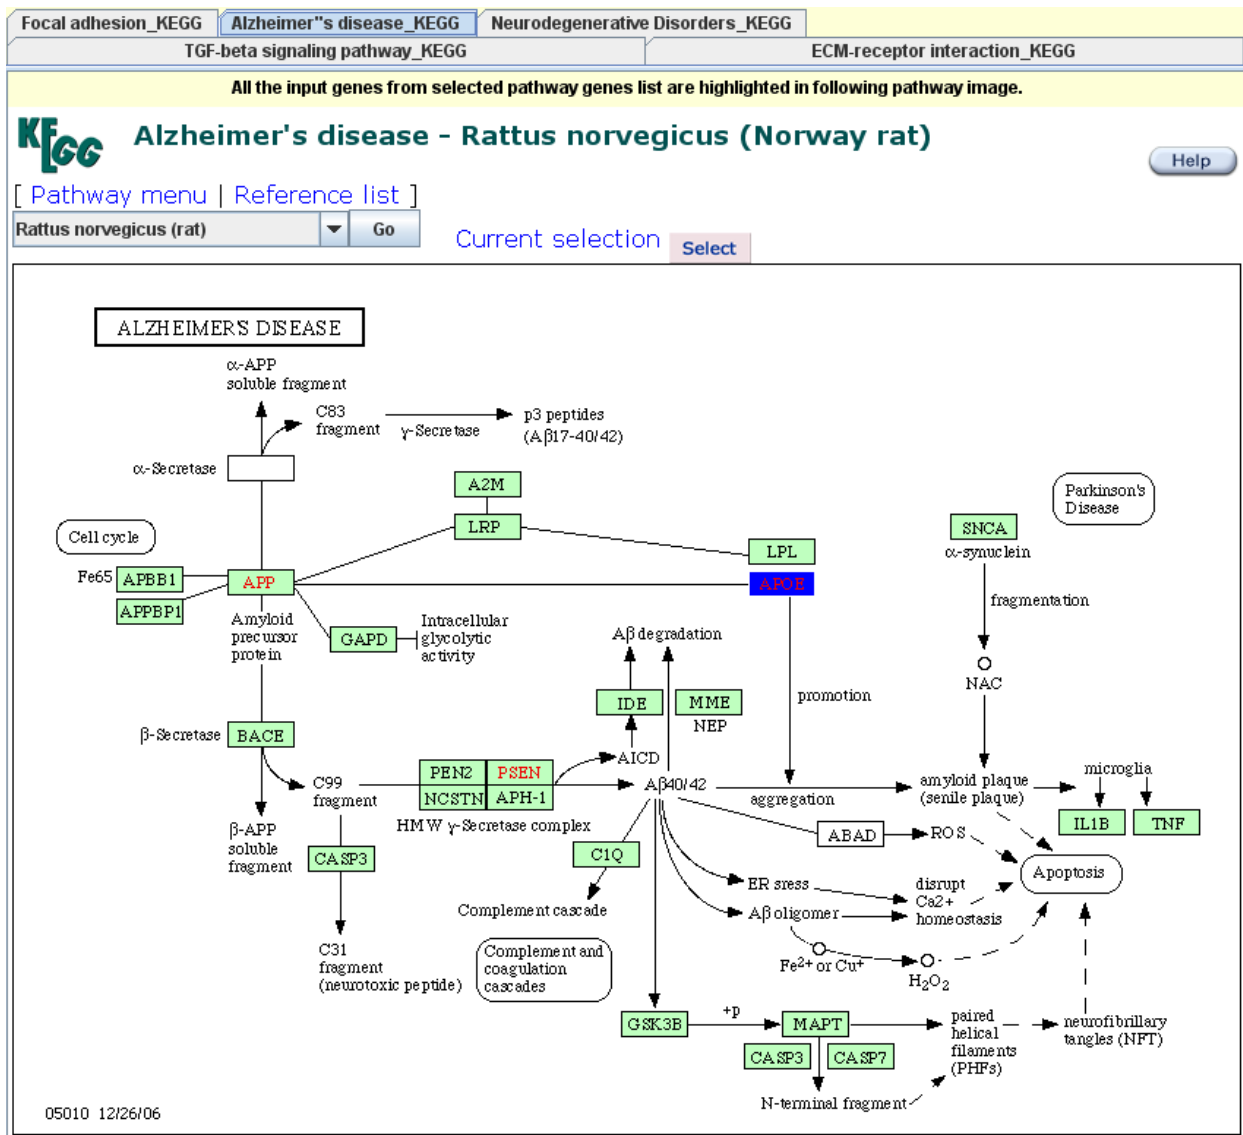 Focal adhesion_KEGG
Alzheimer"s disease_KEGG
Neurodegenerative Disorders_KEGG
TGF-beta signaling pathway_KEGG
ECM-receptor interaction_KEGG
All the input genes from selected pathway genes list are highlighted in following pathway image.
KEGG
Alzheimer's disease - Rattus norvegicus (Norway rat)
Help
[ Pathway menu | Reference list ]
Rattus norvegicus (rat)
Go
Current selection
Select
ALZHEIMER'S DISEASE
α-APP
soluble fragment
C83
fragment
γ-Secretase
p3 peptides
(Aβ17-40/42)
α-Secretase
A2M
LRP
Parkinson's
Disease
SNCA
α-synuclein
Cell cycle
LPL
Fe65
APBB1
APP
APOE
APPBP1
Amyloid
precursor
protein
GAPD
Intracellular
glycolytic
activity
Aβ degradation
fragmentation
NAC
IDE
MME
NEP
promotion
β-Secretase
BACE
AICD
C99
fragment
PEN2
PSEN
NCSTN
APH-1
HMW γ-Secretase complex
Aβ40/42
aggregation
amyloid plaque
(senile plaque)
microglia
IL1B
TNF
β-APP
soluble
fragment
CASP3
C1Q
ABAD
ROS
Apoptosis
ER sress
disrupt
Ca2+
homeostasis
Aβ oligomer
Complement cascade
C31
fragment
(neurotoxic peptide)
Complement and
coagulation
cascades
Fe2+ or Cu+
H2O2
GSK3B
+p
MAPT
paired
helical
filaments
(PHFs)
neurofibrillary
tangles (NFT)
CASP3
CASP7
N-terminal fragment
05010 12/26/06